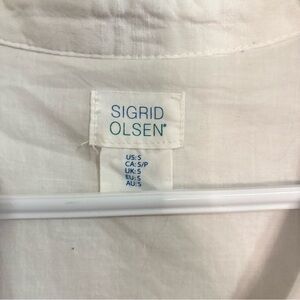 SIGRID
OLSEN®
US:S
CA:S/P
UK:S
EU:S
AU:S